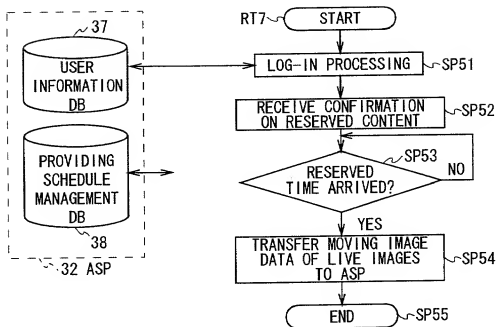 RT7
START
37
USER
INFORMATION
DB
LOG-IN PROCESSING
SP51
RECEIVE CONFIRMATION
ON RESERVED CONTENT
SP52
PROVIDING
SCHEDULE
MANAGEMENT
DB
38
32 ASP
SP53
RESERVED
TIME ARRIVED?
NO
YES
TRANSFER MOVING IMAGE
DATA OF LIVE IMAGES
TO ASP
SP54
END
SP55